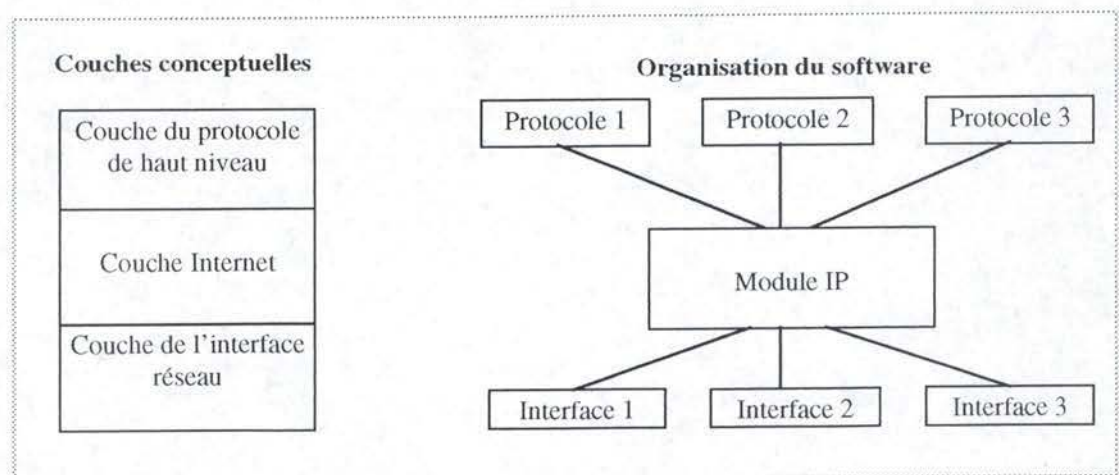 Couches conceptuelles
Couche du protocole
de haut niveau
Couche Internet
Couche de l'interface
réseau
Organisation du software
Protocole 1
Protocole 2
Protocole 3
Module IP
Interface 1
Interface 2
Interface 3